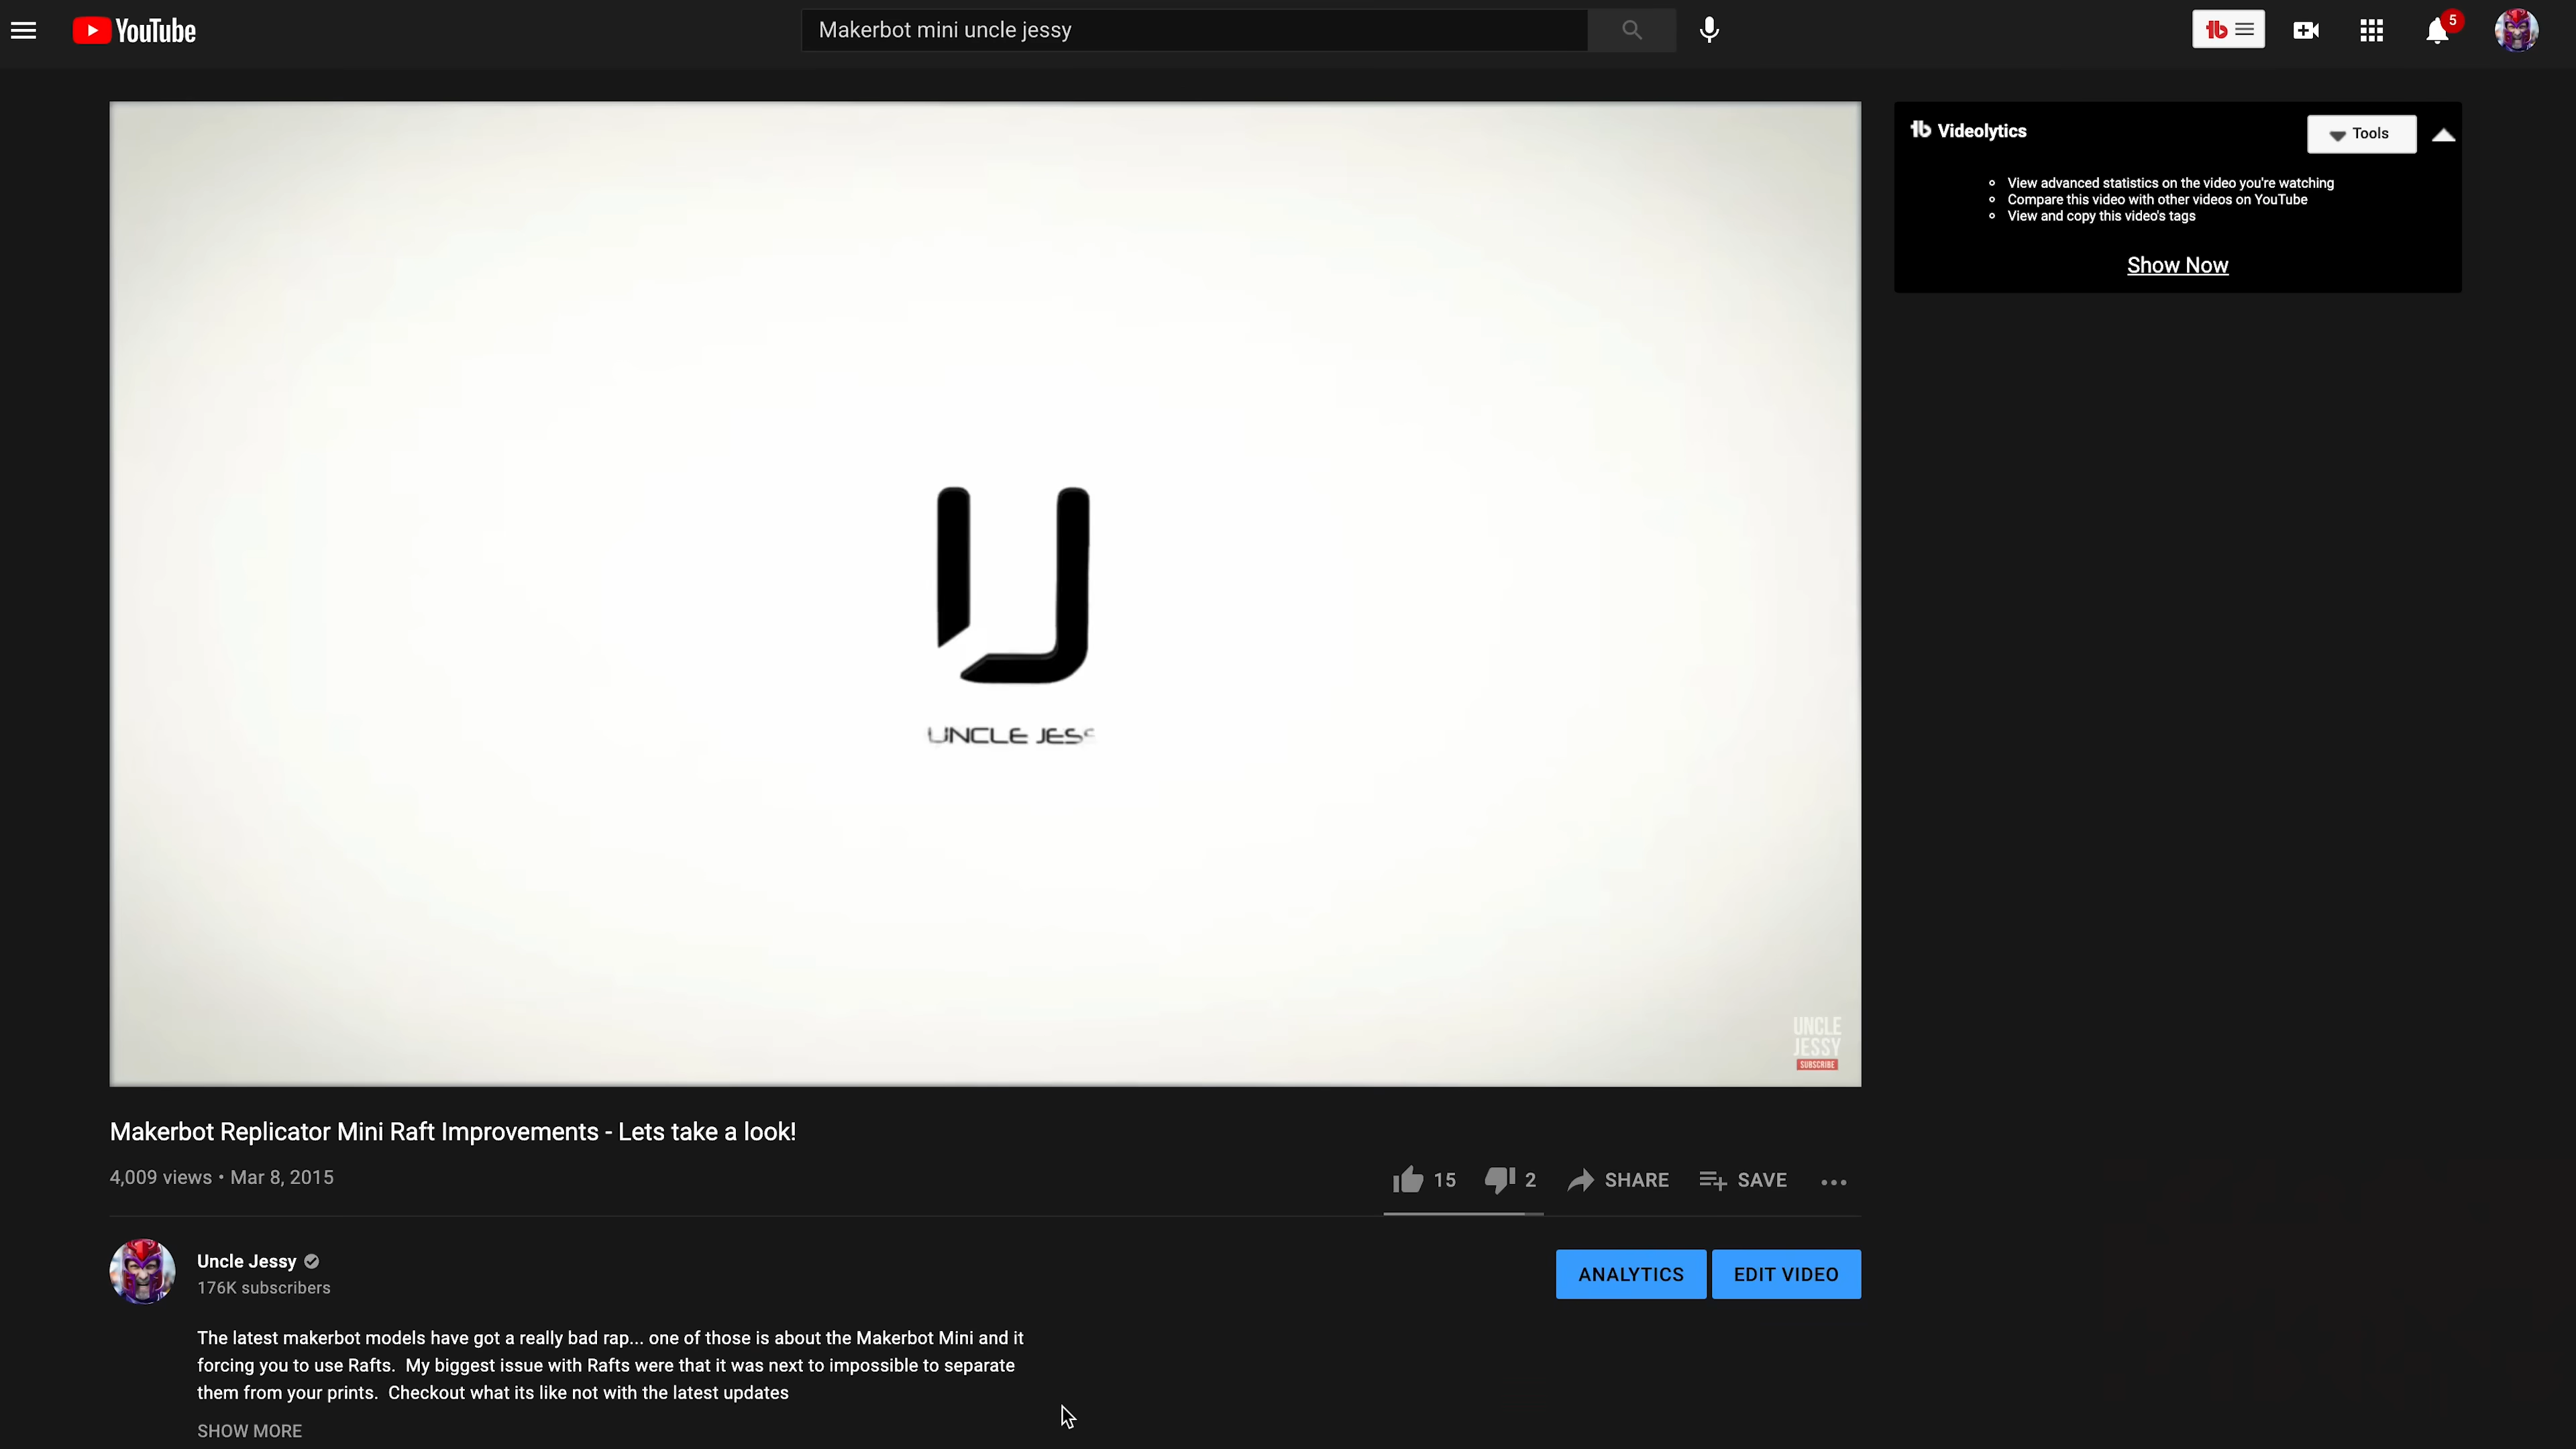 YouTube
Makerbot mini uncle jessy
tb
5
UNCLE JESS
UNCLE
JESSY
SUBSCRIBE
tb Videolytics
Tools
View advanced statistics on the video you're watching
Compare this video with other videos on YouTube
View and copy this video's tags
Show Now
Makerbot Replicator Mini Raft Improvements - Lets take a look!
4,009 views • Mar 8, 2015
15 2 SHARE SAVE
Uncle Jessy
176K subscribers
ANALYTICS EDIT VIDEO
The latest makerbot models have got a really bad rap... one of those is about the Makerbot Mini and it
forcing you to use Rafts. My biggest issue with Rafts were that it was next to impossible to separate
them from your prints. Checkout what its like not with the latest updates
SHOW MORE